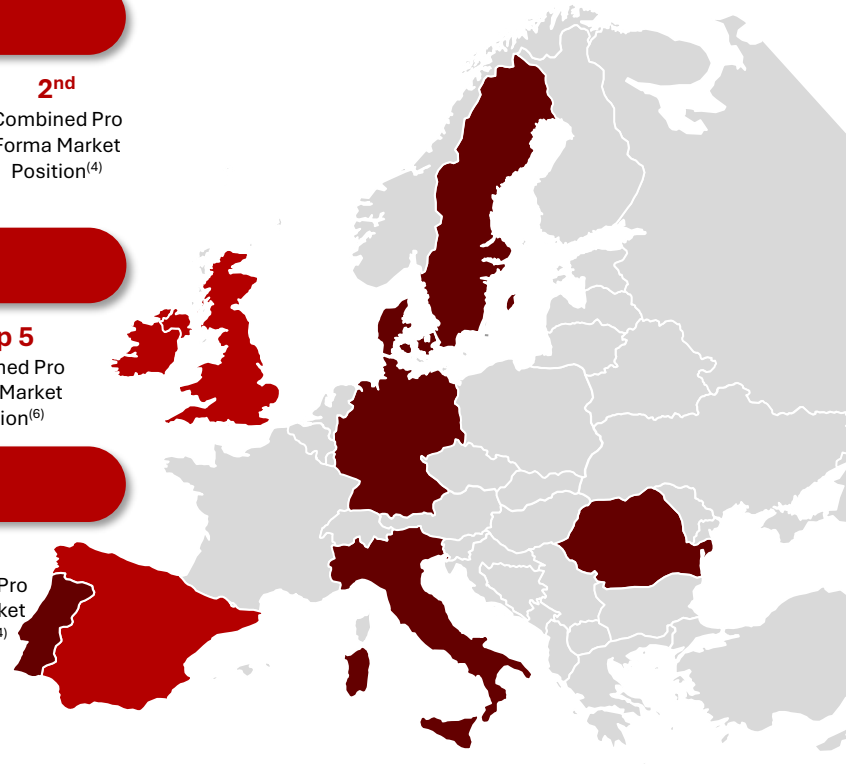 2nd
Combined Pro
Forma Market
Position(4)
p 5
ned Pro
Market
ion(6)
Pro
ket
4)